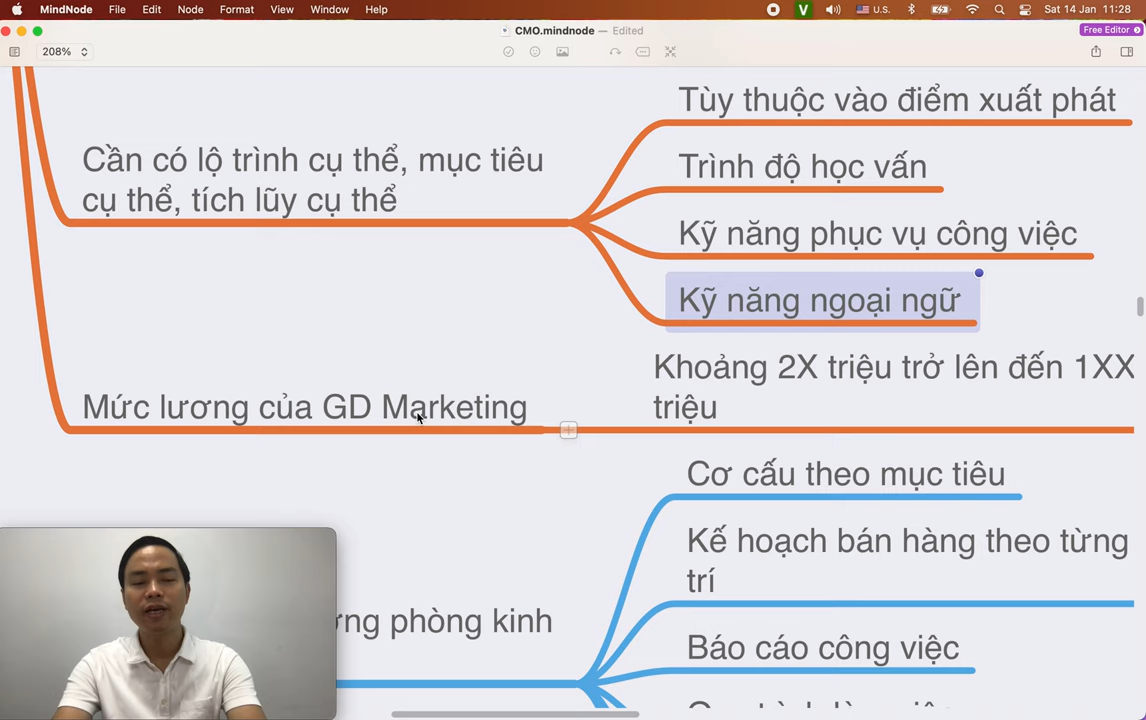 MindNode File Edit Node Format View Window Help
V U.S. Sat 14 Jan 11:28
CMO.mindnode — Edited
Free Editor
208%
Tùy thuộc vào điểm xuất phát
Cần có lộ trình cụ thể, mục tiêu
cụ thể, tích lũy cụ thể
Trình độ học vấn
Kỹ năng phục vụ công việc
Kỹ năng ngoại ngữ
Mức lương của GD Marketing
Khoảng 2X triệu trở lên đến 1XX
triệu
Cơ cấu theo mục tiêu
Kế hoạch bán hàng theo từng
trí
phòng kinh
Báo cáo công việc